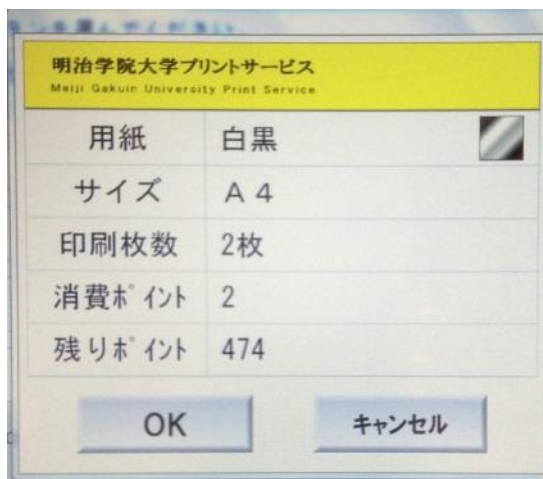 明治学院大学プリントサービス
Meiji Gakuin University Print Service
用紙 白黒
サイズ A4
印刷枚数 2枚
消費ポイント 2
残りポイント 474
OK キャンセル